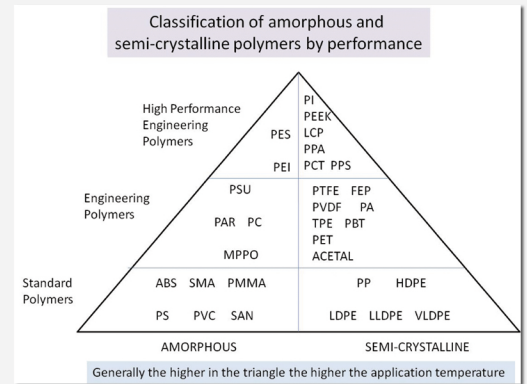 Classification of amorphous and
semi-crystalline polymers by performance
High Performance
Engineering
Polymers
PES
PEI
PI
PEEK
LCP
PPA
PCT PPS
Engineering
Polymers
PSU
PAR PC
MPPO
PTFE FEP
PVDF PA
TPE PBT
PET
ACETAL
Standard
Polymers
ABS SMA PMMA
PS PVC SAN
PP HDPE
LDPE LLDPE VLDPE
AMORPHOUS
SEMI-CRYSTALLINE
Generally the higher in the triangle the higher the application temperature